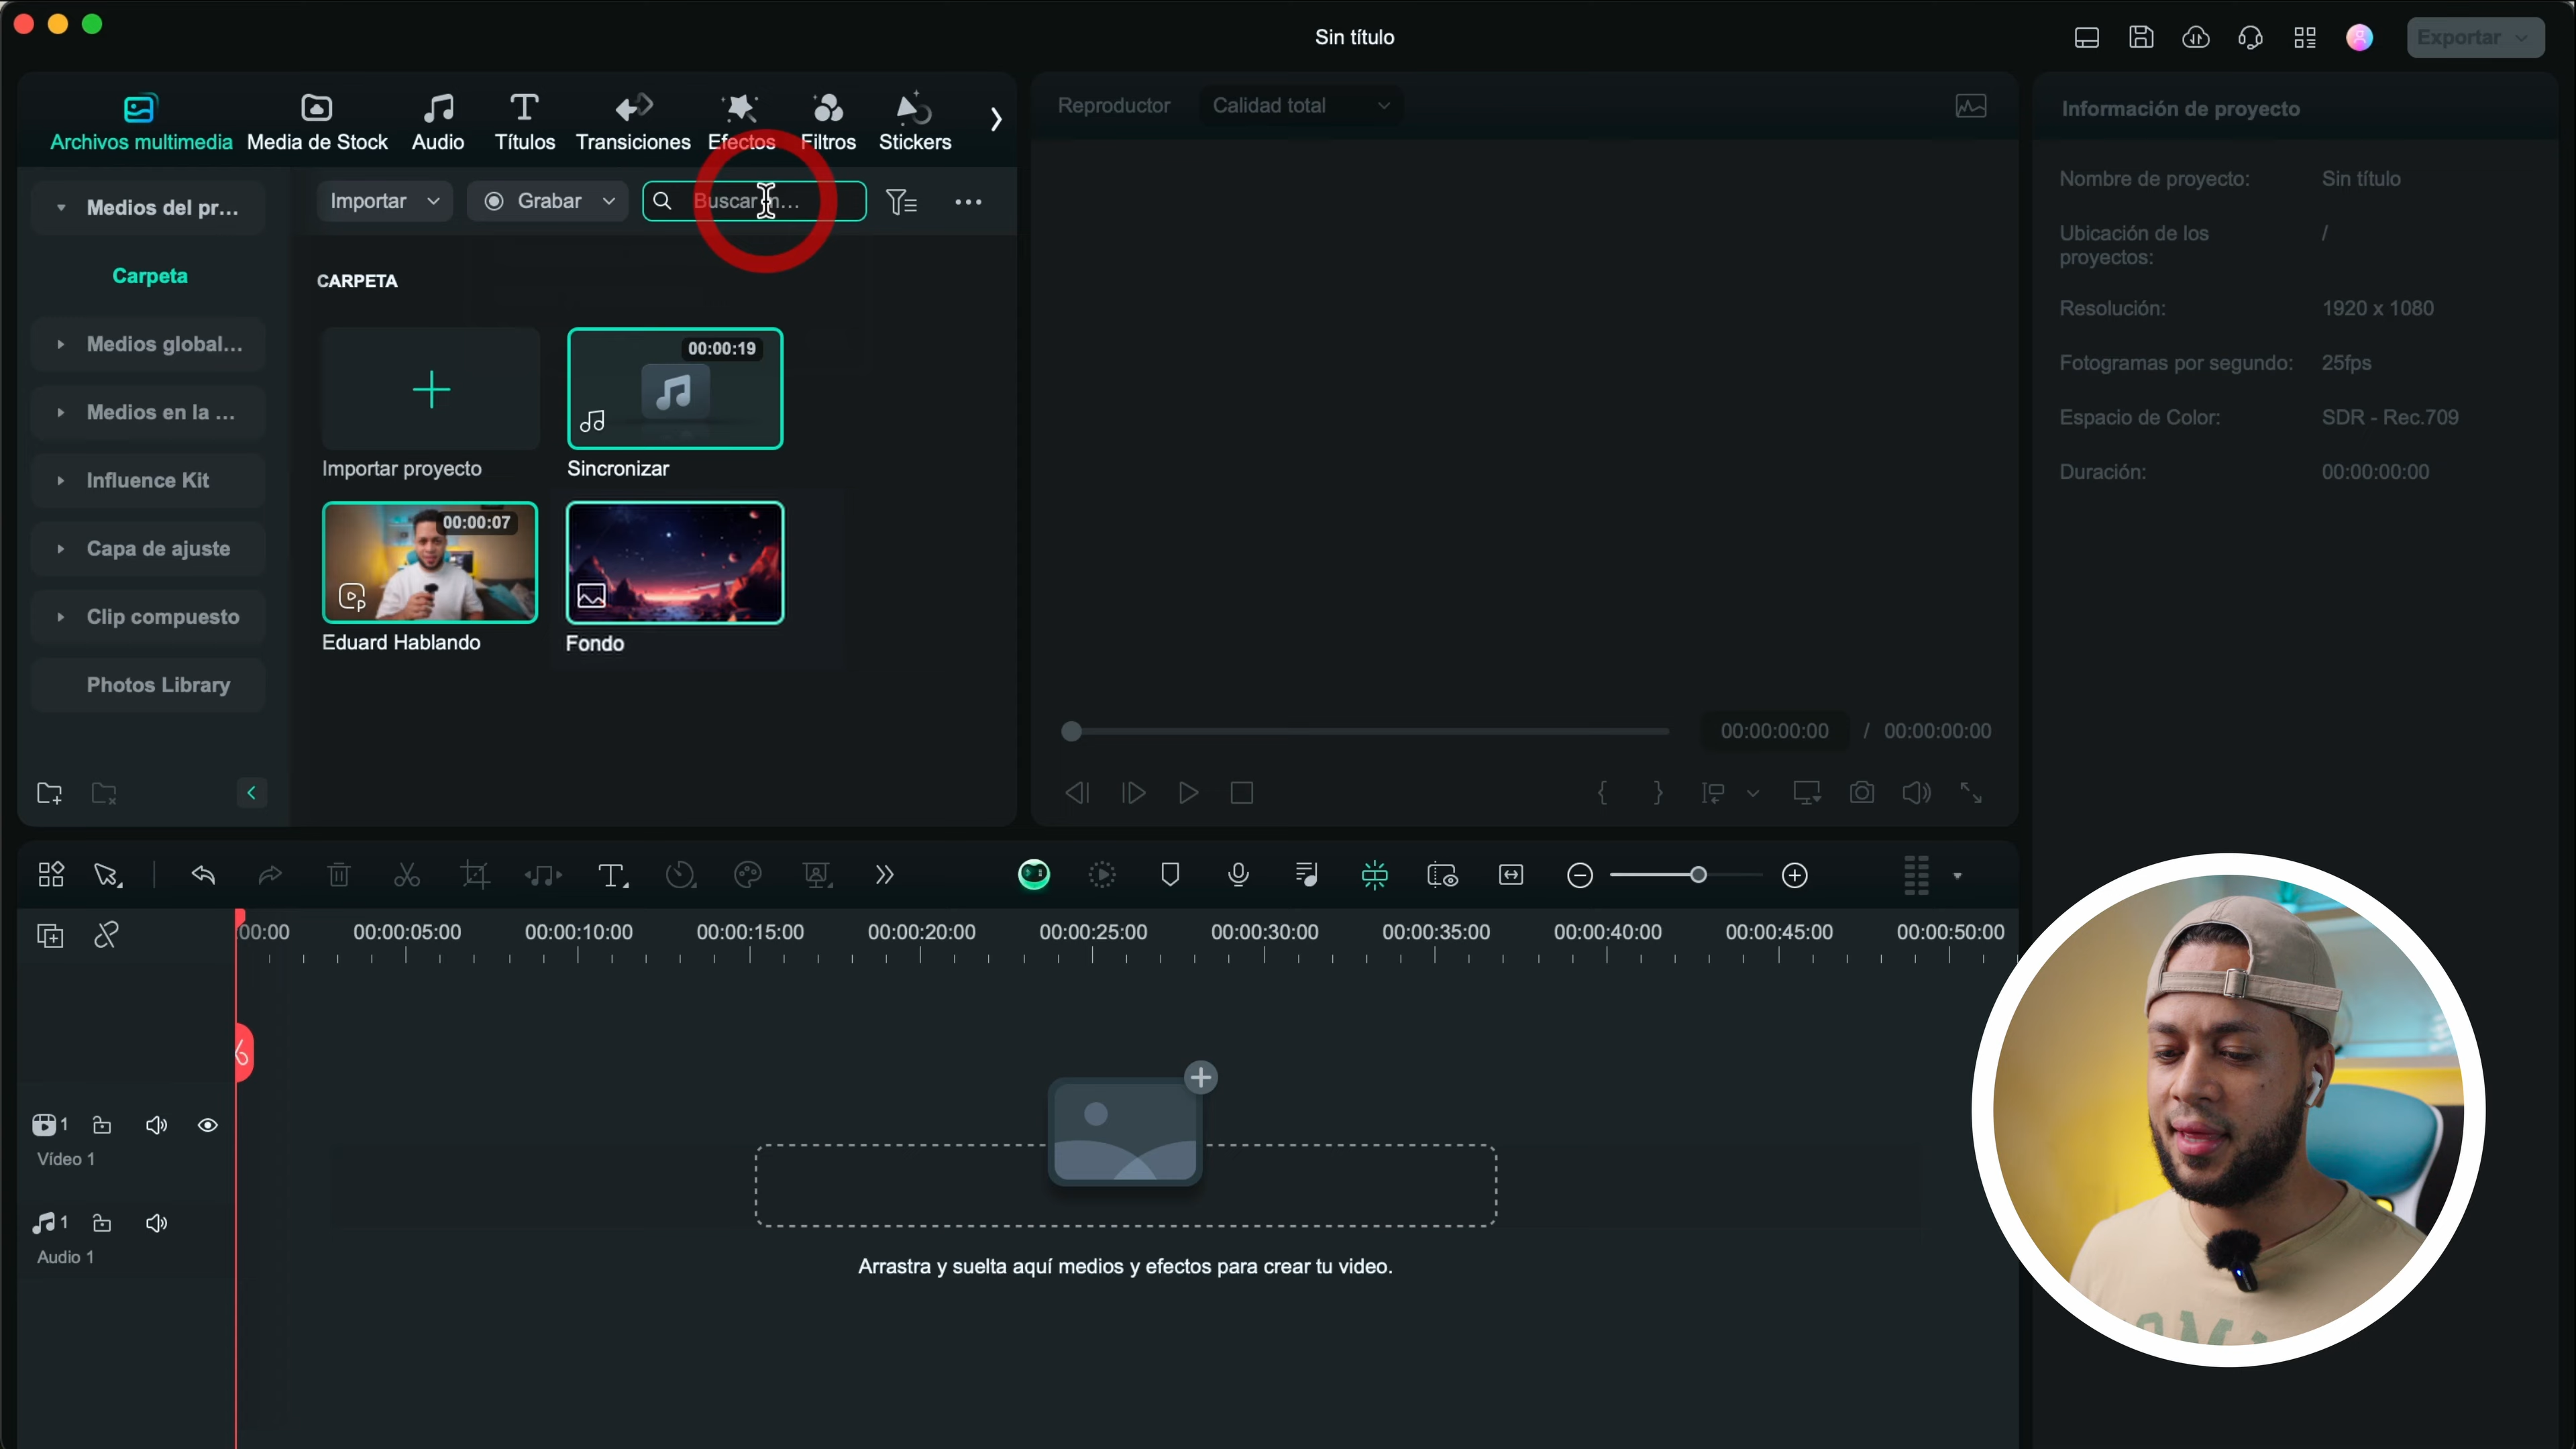 Sin título
Exportar
Archivos multimedia
Media de Stock
Audio
Títulos
Transiciones
Efectos
Filtros
Stickers
Reproductor
Calidad total
Información de proyecto
Medios del pr...
Importar
Grabar
Buscar m...
Nombre de proyecto:
Sin título
Carpeta
CARPETA
Ubicación de los
proyectos:
/
Medios global...
00:00:19
Resolución:
1920 x 1080
Fotogramas por segundo:
25fps
Medios en la ...
Espacio de Color:
SDR - Rec.709
Importar proyecto
Sincronizar
Duración:
00:00:00:00
Influence Kit
00:00:07
Capa de ajuste
Clip compuesto
Eduard Hablando
Fondo
Photos Library
00:00:00:00
/
00:00:00:00
:00:00
00:00:05:00
00:00:10:00
00:00:15:00
00:00:20:00
00:00:25:00
00:00:30:00
00:00:35:00
00:00:40:00
00:00:45:00
00:00:50:00
1
Vídeo 1
1
Audio 1
Arrastra y suelta aquí medios y efectos para crear tu video.